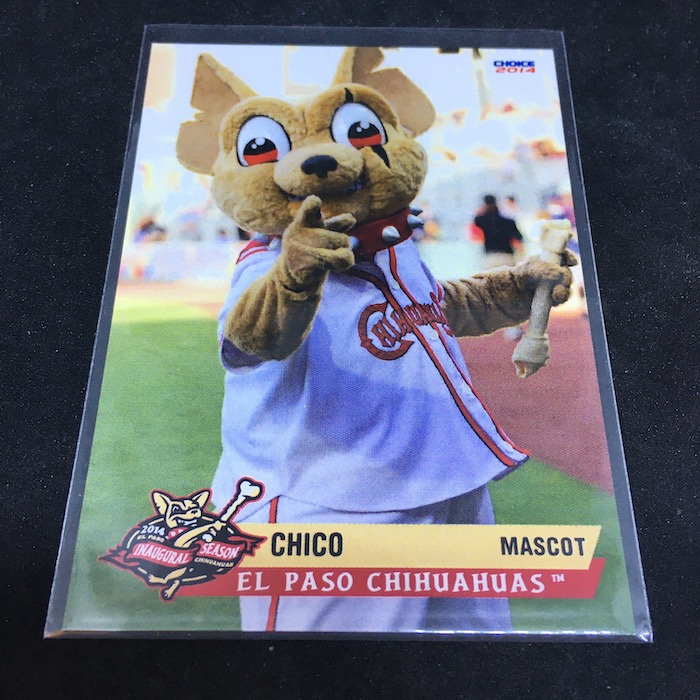 CHOICE
2014
CHIHUAHUAS
2014
EL PASO
INAUGURAL SEASON
CHIHUAHUAS
CHICO
MASCOT
EL PASO CHIHUAHUAS™